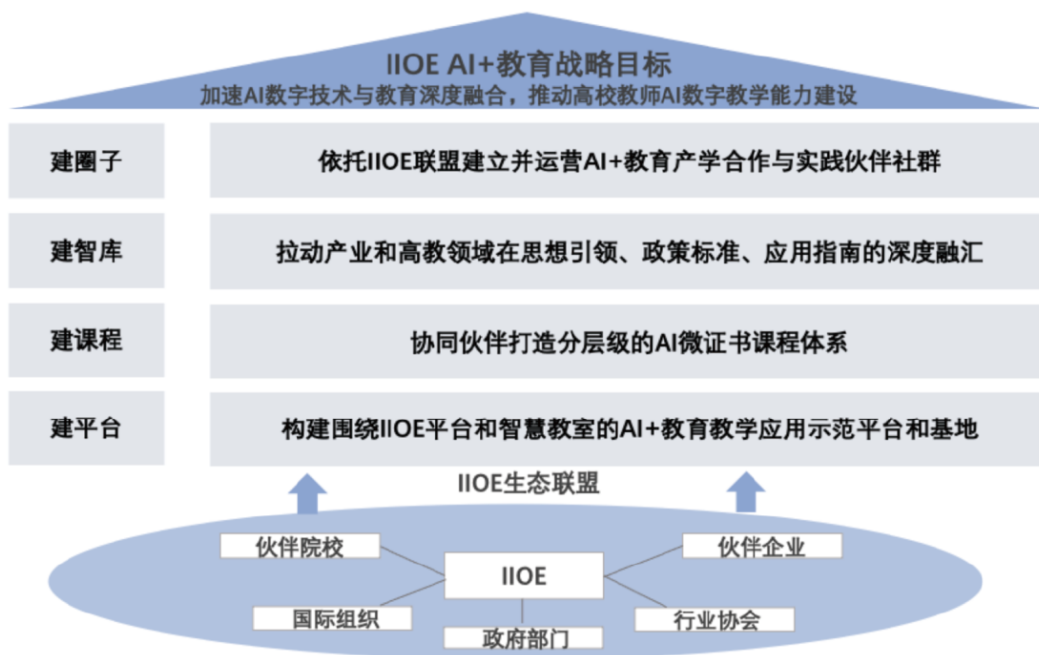 IIOE AI+教育战略目标
加速AI数字技术与教育深度融合，推动高校教师AI数字教学能力建设
建圈子
依托IIOE联盟建立并运营AI+教育产学合作与实践伙伴社群
建智库
拉动产业和高教领域在思想引领、政策标准、应用指南的深度融汇
建课程
协同伙伴打造分层级的AI微证书课程体系
建平台
构建围绕IIOE平台和智慧教室的AI+教育教学应用示范平台和基地
IIOE生态联盟
伙伴院校
伙伴企业
IIOE
国际组织
行业协会
政府部门